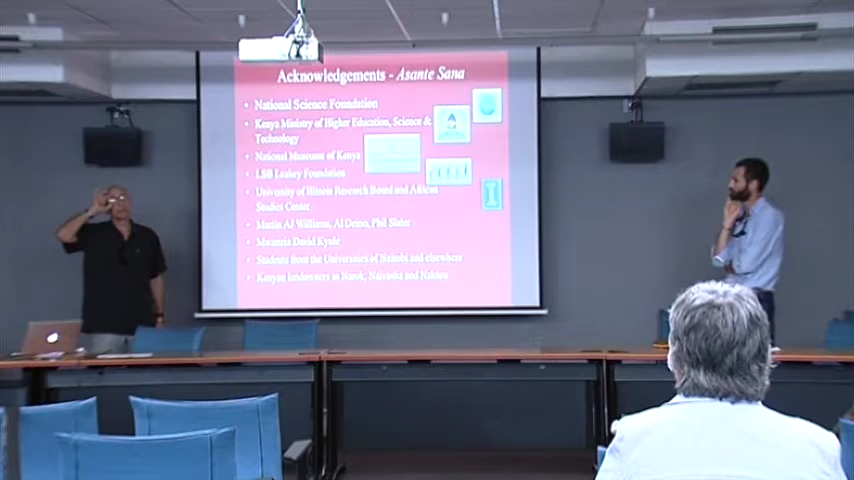 Acknowledgements - Asante Sana
• National Science Foundation
• Kenya Ministry of Higher Education, Science &
Technology
• National Museums of Kenya
• LSB Leakey Foundation
• University of Illinois Research Board and African
Studies Center
• Martin AJ Williams, Al Deino, Phil Slater
• Mwanzia David Kyule
• Students from the Universities of Nairobi and elsewhere
• Kenyan landowners in Narok, Naivasha and Nakuru